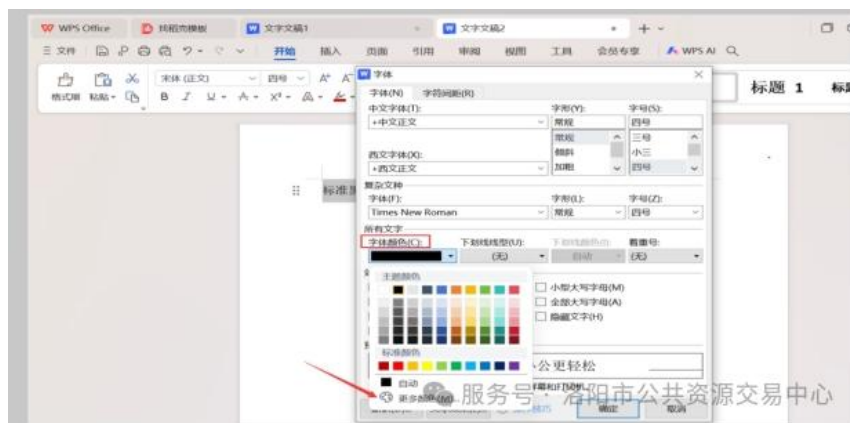 WPS Office 找稻壳模板 文字文稿1 文字文稿2
文件 开始 插入 页面 引用 审阅 视图 工具 会员专享 WPS AI
格式刷 粘贴 宋体 (正文) 四号 标题 1 标题
B I U A X²
字体
字体(N) 字符间距(R)
中文字体(T): 字形(Y): 字号(S):
+中文正文 常规 四号
常规 三号
倾斜 小三
西文字体(X): 加粗 四号
+西文正文
复杂文种
字体(F): 字形(L): 字号(Z):
Times New Roman 常规 四号
所有文字
字体颜色(C): 下划线线型(U): 下划线颜色(I): 着重号:
(无) 自动 (无)
主题颜色
小型大写字母(M)
全部大写字母(A)
隐藏文字(H)
标准颜色
公更轻松
自动
更多颜色(M)...
确定 取消
标准黑
服务号 · 洛阳市公共资源交易中心